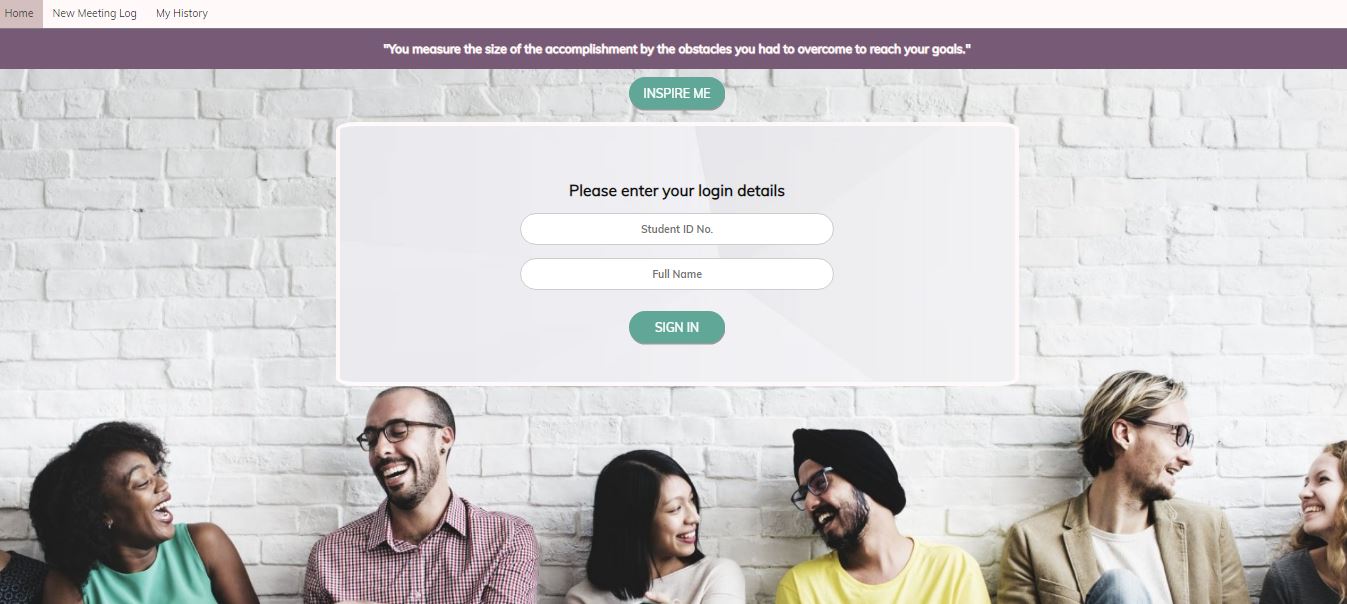 Home New Meeting Log My History
"You measure the size of the accomplishment by the obstacles you had to overcome to reach your goals."
INSPIRE ME
Please enter your login details
Student ID No.
Full Name
SIGN IN